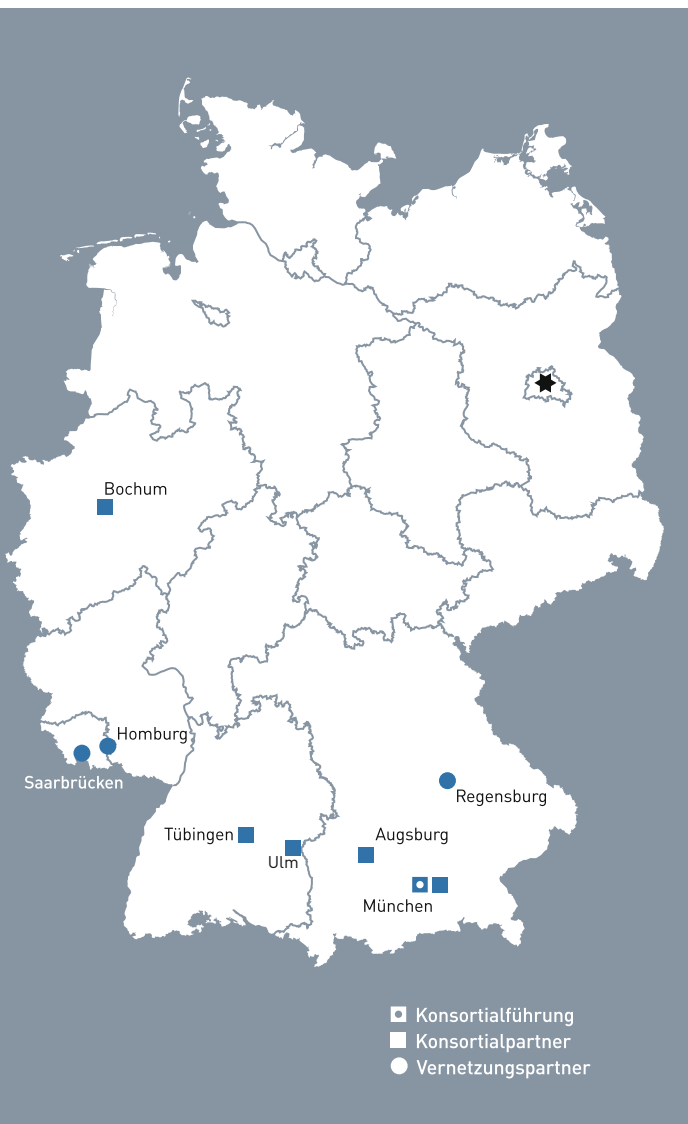 Bochum
Homburg
Saarbrücken
Regensburg
Tübingen
Augsburg
Ulm
München
Konsortialführung
Konsortialpartner
Vernetzungspartner